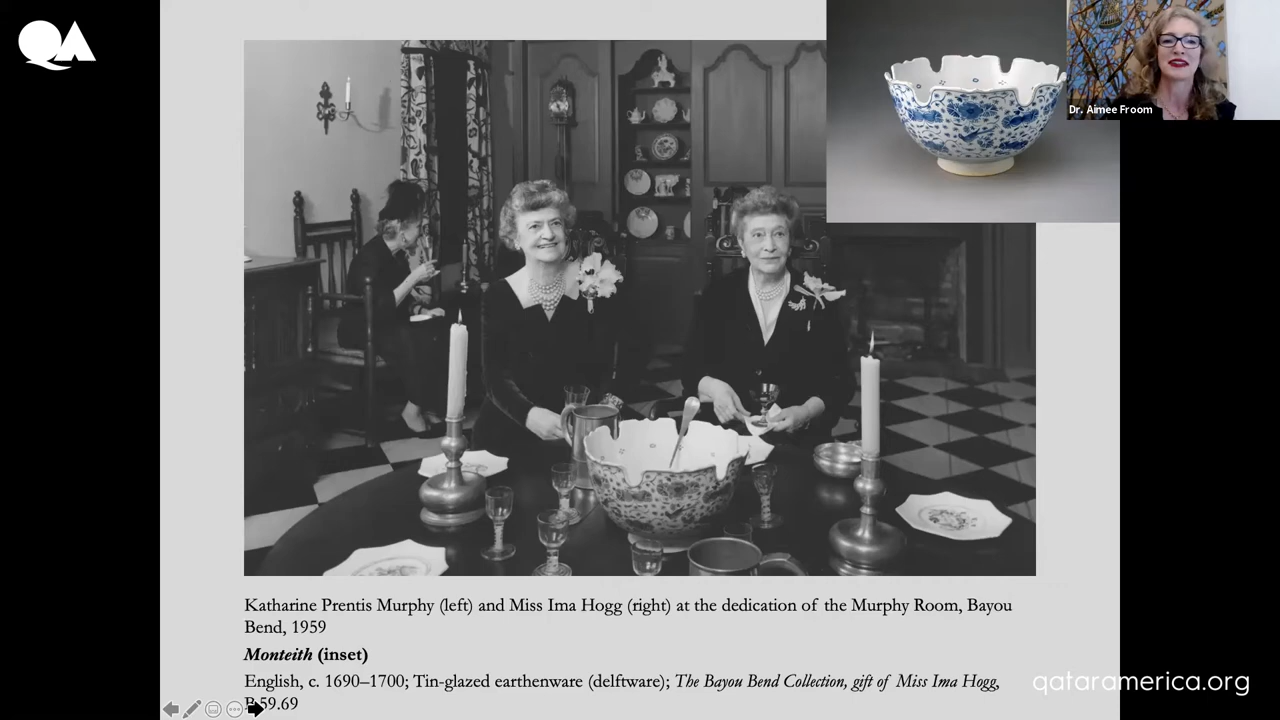 QA
Dr. Aimee Froom
Katharine Prentis Murphy (left) and Miss Ima Hogg (right) at the dedication of the Murphy Room, Bayou
Bend, 1959
Monteith (inset)
English, c. 1690–1700; Tin-glazed earthenware (delftware); The Bayou Bend Collection, gift of Miss Ima Hogg,
59.69
qataramerica.org